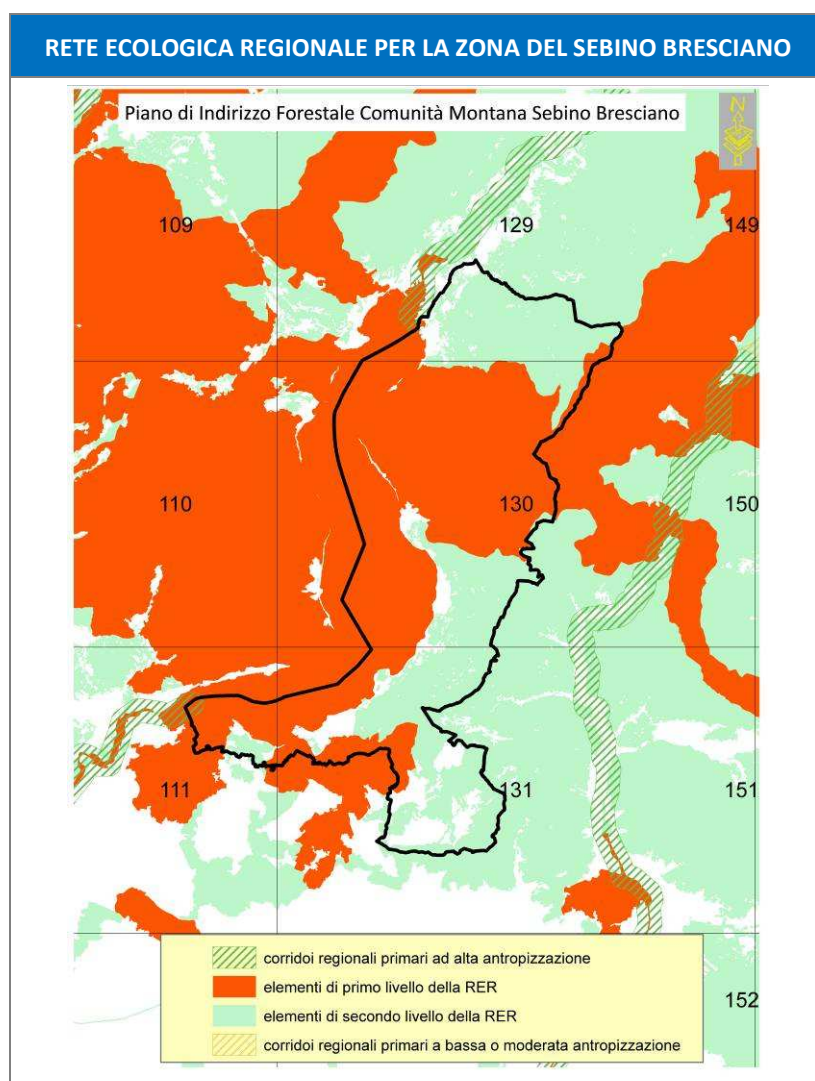 RETE ECOLOGICA REGIONALE PER LA ZONA DEL SEBINO BRESCIANO
Piano di Indirizzo Forestale Comunità Montana Sebino Bresciano
N
109
129
149
110
130
150
111
131
151
corridoi regionali primari ad alta antropizzazione
elementi di primo livello della RER
152
elementi di secondo livello della RER
corridoi regionali primari a bassa o moderata antropizzazione